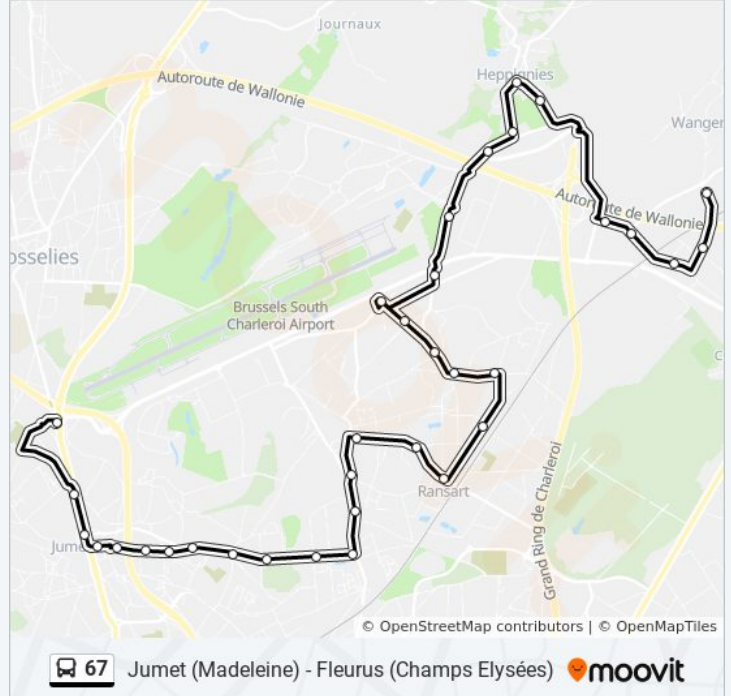 Journaux
Heppignies
Autoroute de Wallonie
Wanger
Autoroute de Wallonie
osselies
Brussels South
Charleroi Airport
C
Ransart
Grand Ring de Charleroi
Jume
© OpenStreetMap contributors | © OpenMapTiles
67 Jumet (Madeleine) - Fleurus (Champs Elysées) moovit